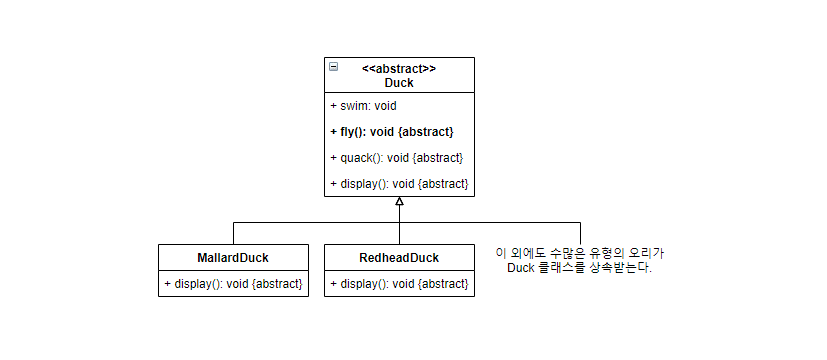 <<abstract>>
Duck
+ swim: void
+ fly(): void {abstract}
+ quack(): void {abstract}
+ display(): void {abstract}
MallardDuck
+ display(): void {abstract}
RedheadDuck
+ display(): void {abstract}
이 외에도 수많은 유형의 오리가
Duck 클래스를 상속받는다.